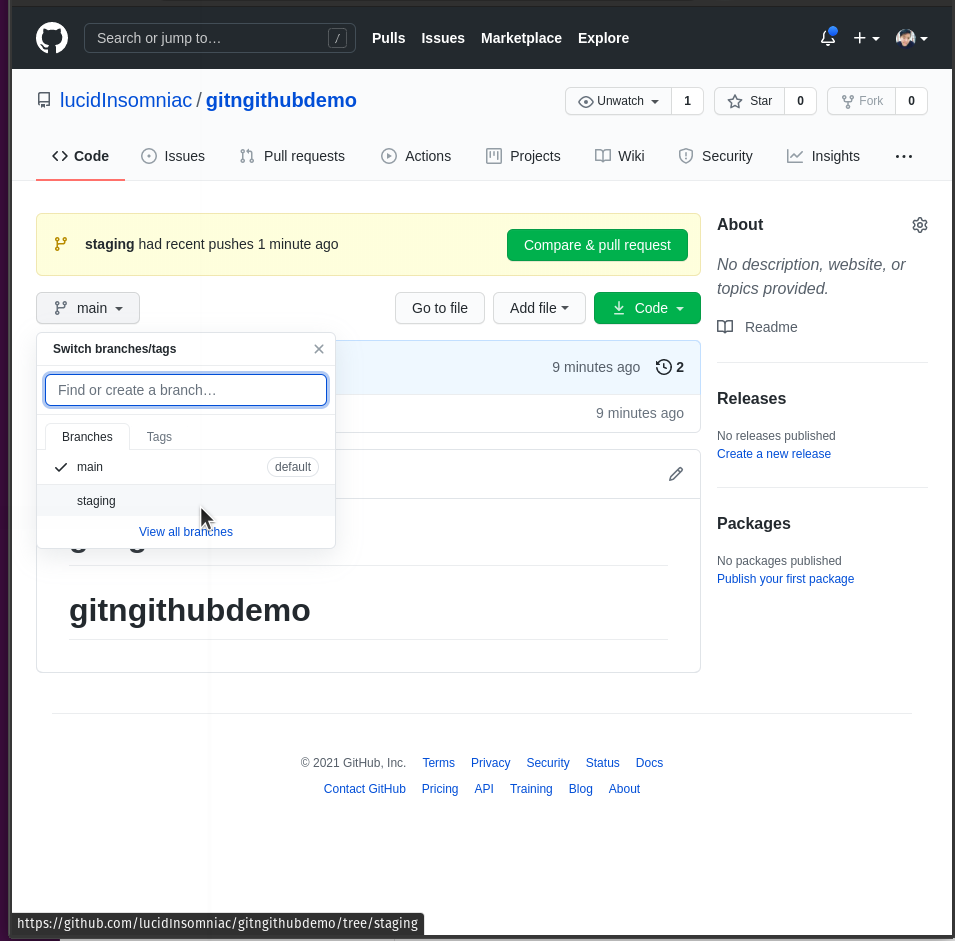 Search or jump to… /
Pulls Issues Marketplace Explore
lucidInsomniac / gitngithubdemo
Unwatch 1 Star 0 Fork 0
Code Issues Pull requests Actions Projects Wiki Security Insights
staging had recent pushes 1 minute ago
Compare & pull request
main
Go to file Add file Code
Switch branches/tags
Find or create a branch…
Branches Tags
main default
staging
View all branches
9 minutes ago 2
9 minutes ago
gitngithubdemo
About
No description, website, or
topics provided.
Readme
Releases
No releases published
Create a new release
Packages
No packages published
Publish your first package
© 2021 GitHub, Inc. Terms Privacy Security Status Docs
Contact GitHub Pricing API Training Blog About
https://github.com/lucidInsomniac/gitngithubdemo/tree/staging